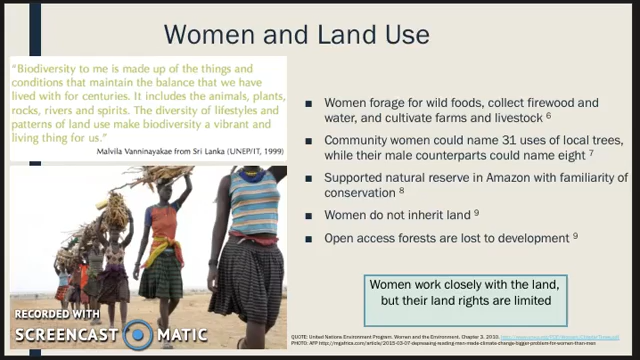 Women and Land Use
“Biodiversity to me is made up of the things and
conditions that maintain the balance that we have
lived with for centuries. It includes the animals, plants,
rocks, rivers and spirits. The diversity of lifestyles and
patterns of land use make biodiversity a vibrant and
living thing for us.”
Malvila Vanninayakae from Sri Lanka (UNEP/IT, 1999)
■ Women forage for wild foods, collect firewood and
water, and cultivate farms and livestock 6
■ Community women could name 31 uses of local trees,
while their male counterparts could name eight 7
■ Supported natural reserve in Amazon with familiarity of
conservation 8
■ Women do not inherit land 9
■ Open access forests are lost to development 9
Women work closely with the land,
but their land rights are limited
RECORDED WITH
SCREENCAST MATIC
QUOTE: United Nations Environment Program. Women and the Environment. Chapter 3. 2010.
PHOTO: AFP